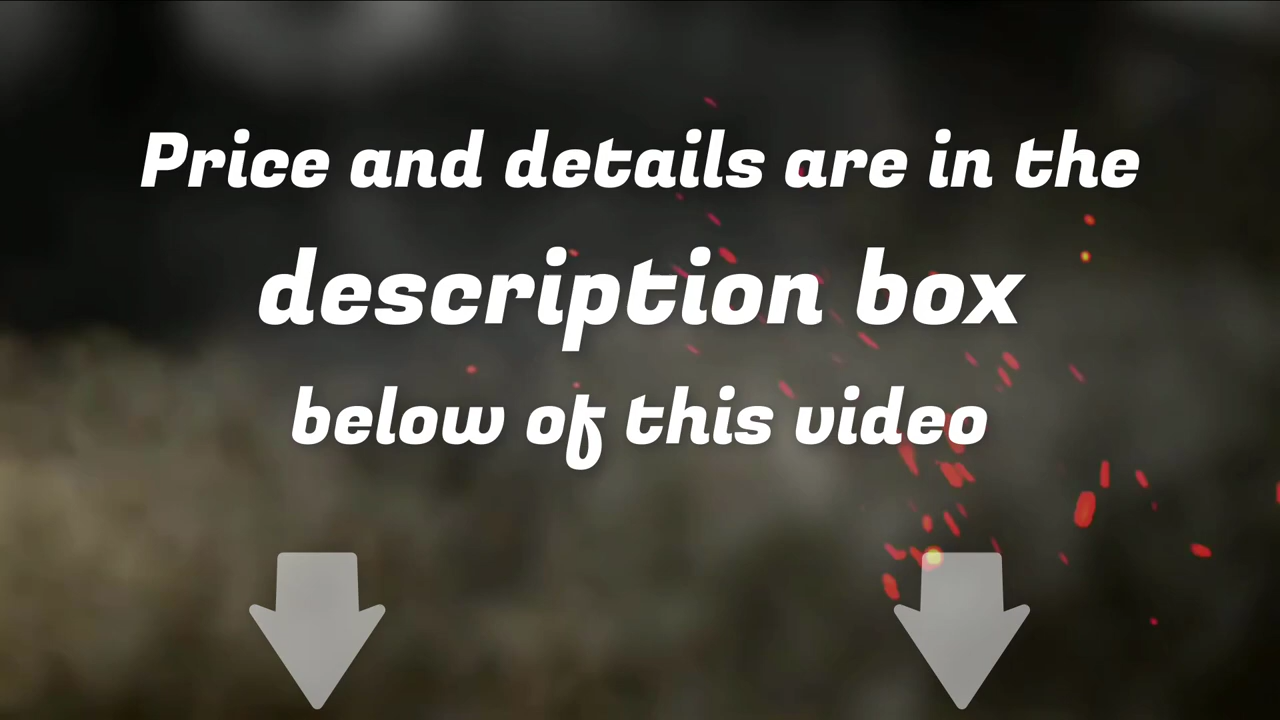 Price and details are in the
description box
below of this video